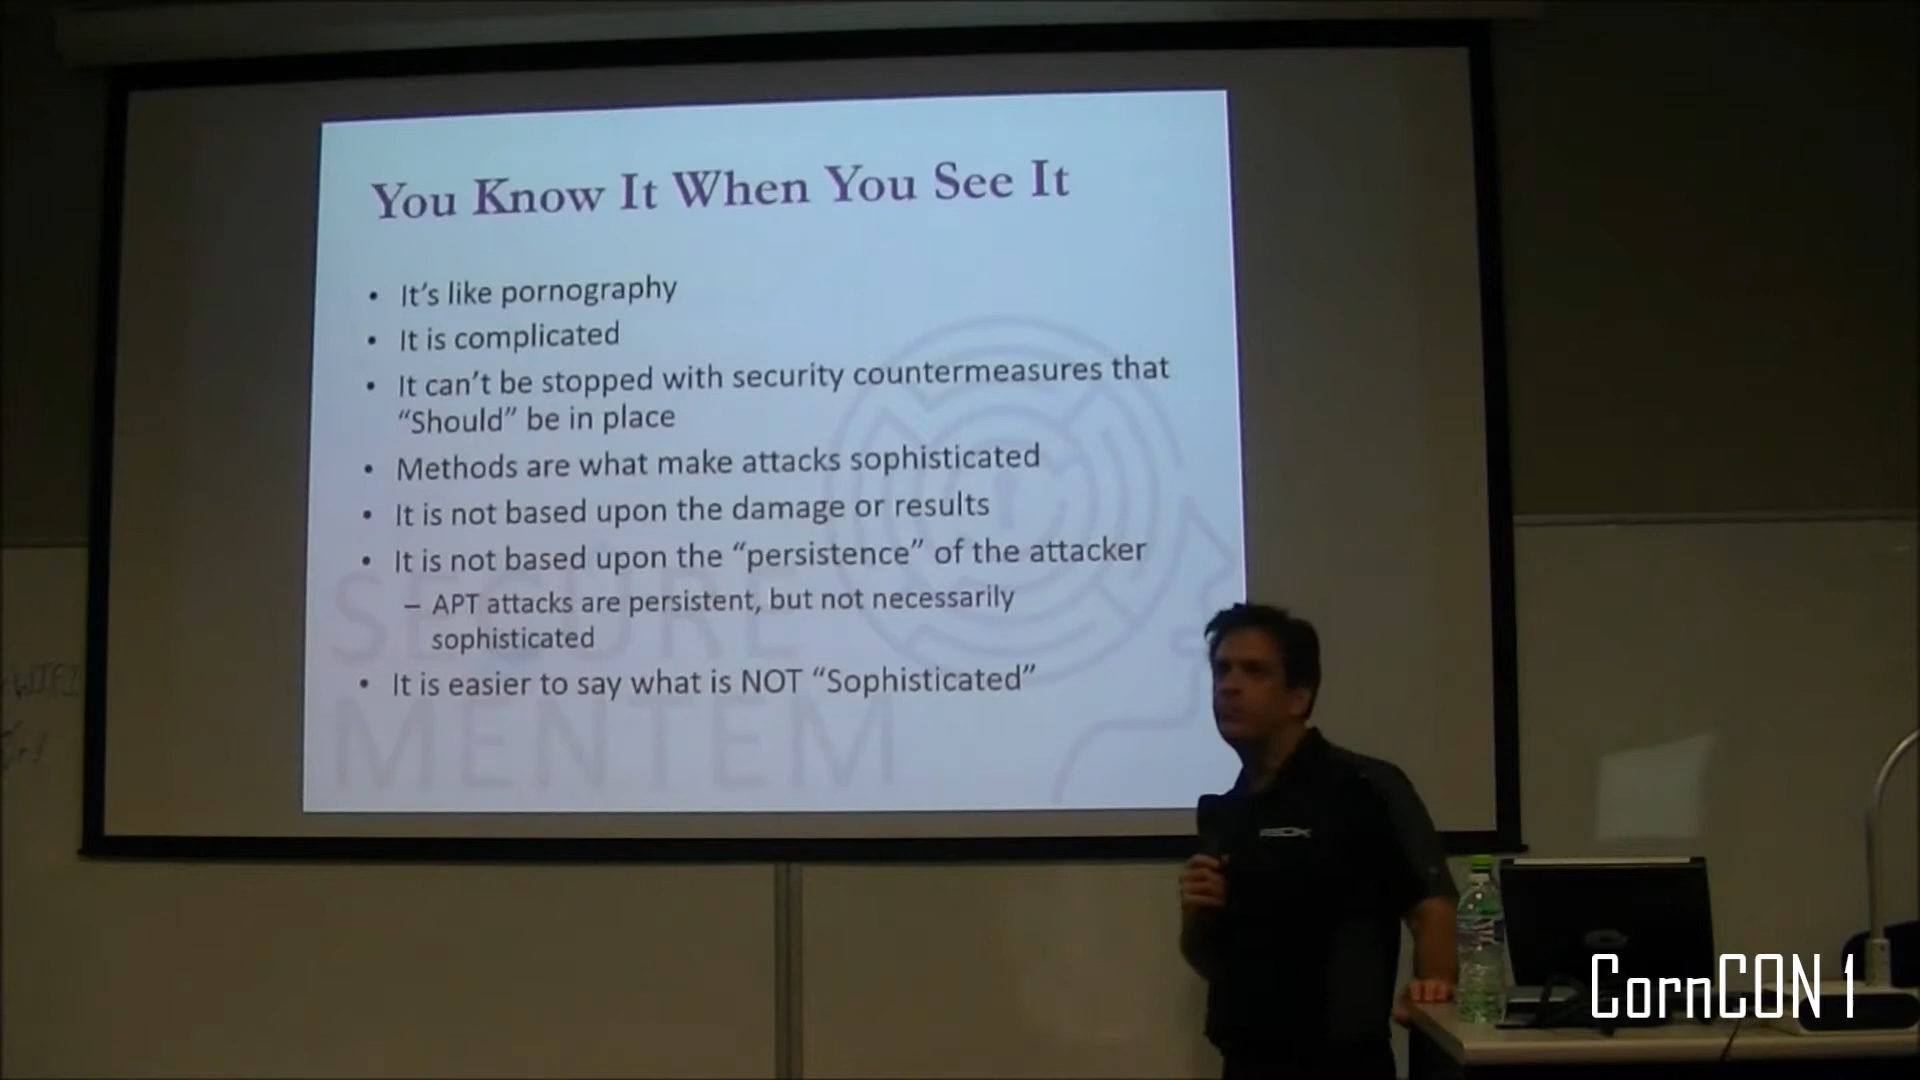 You Know It When You See It
• It's like pornography
• It is complicated
• It can't be stopped with security countermeasures that
“Should” be in place
• Methods are what make attacks sophisticated
• It is not based upon the damage or results
• It is not based upon the “persistence” of the attacker
– APT attacks are persistent, but not necessarily
sophisticated
• It is easier to say what is NOT “Sophisticated”
SECURE
MENTEM
CornCON 1